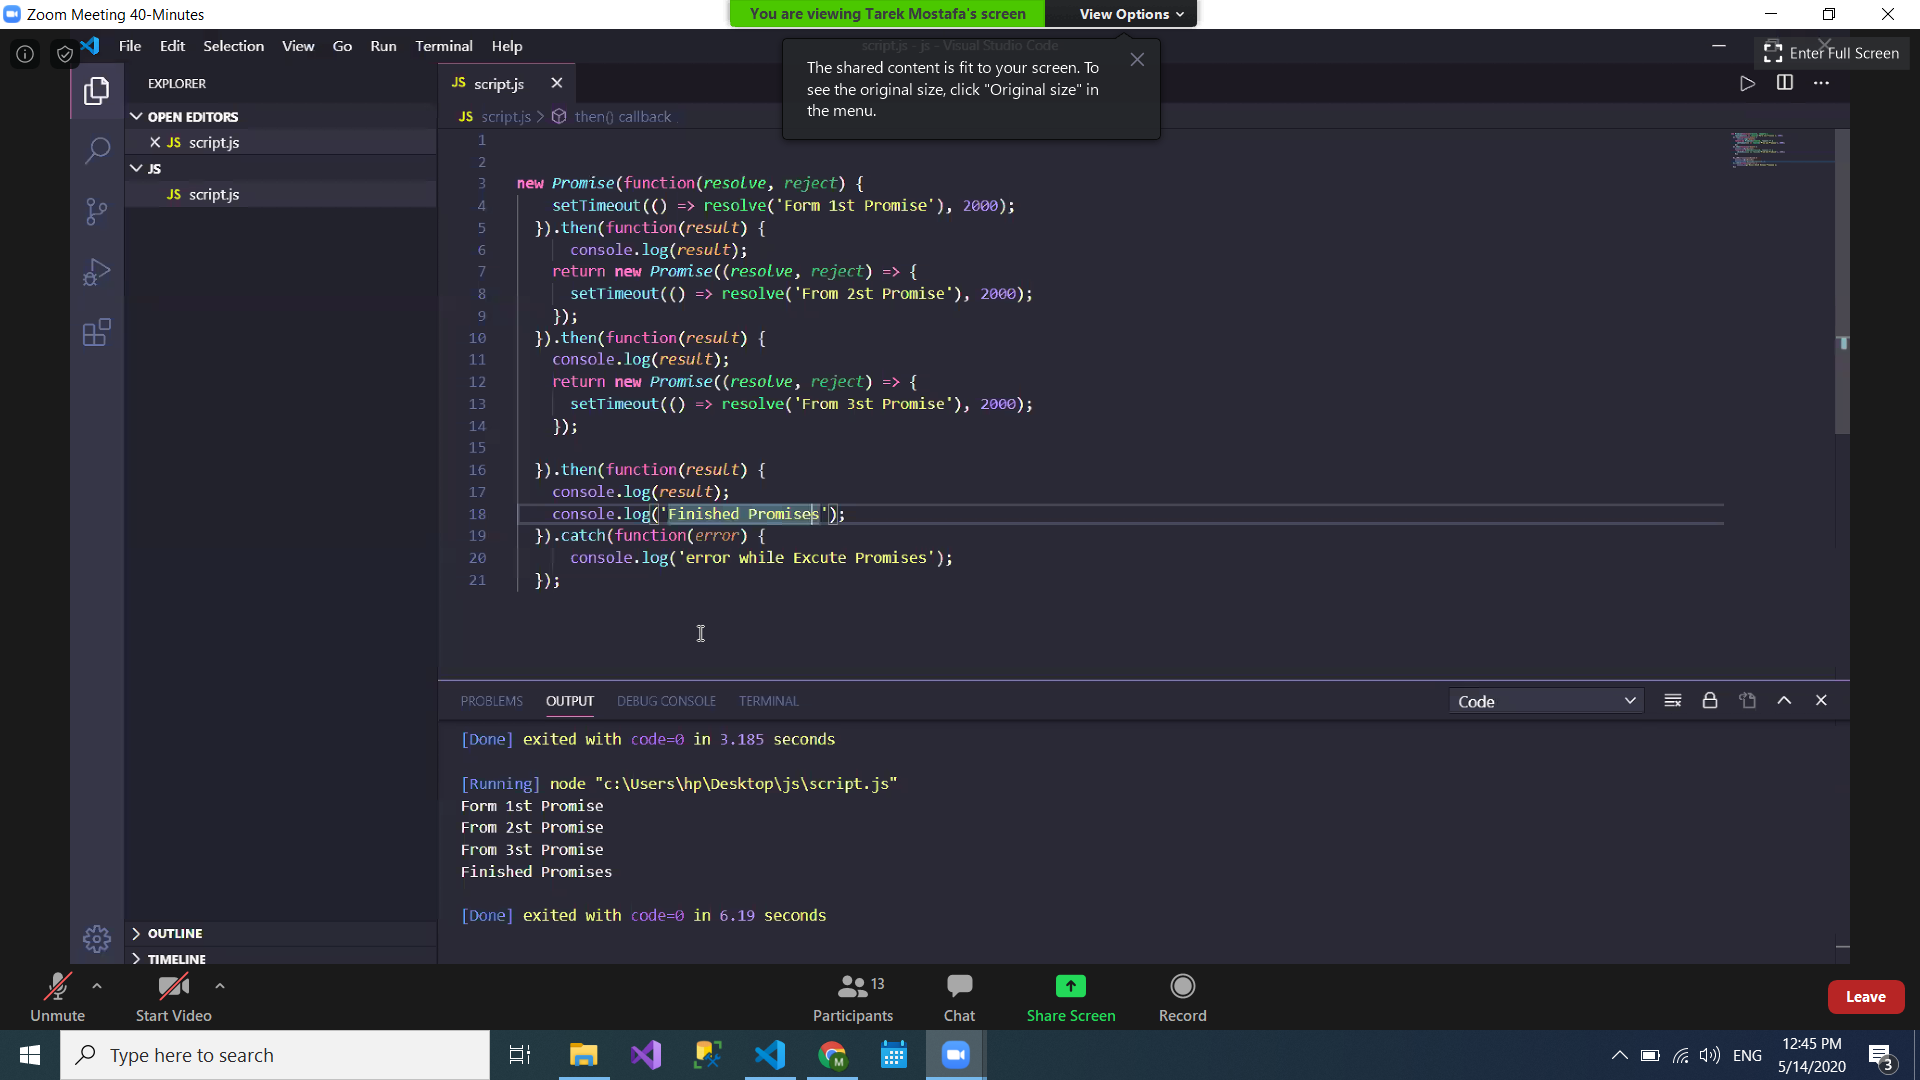 Zoom Meeting 40-Minutes
You are viewing Tarek Mostafa's screen
View Options
File Edit Selection View Go Run Terminal Help
script.js - js - Visual Studio Code
Enter Full Screen
The shared content is fit to your screen. To
see the original size, click "Original size" in
the menu.
EXPLORER
OPEN EDITORS
JS script.js
JS
JS script.js
JS script.js
JS script.js > then() callback
1
2
3 new Promise(function(resolve, reject) {
4 setTimeout(() => resolve('Form 1st Promise'), 2000);
5 }).then(function(result) {
6 console.log(result);
7 return new Promise((resolve, reject) => {
8 setTimeout(() => resolve('From 2st Promise'), 2000);
9 });
10 }).then(function(result) {
11 console.log(result);
12 return new Promise((resolve, reject) => {
13 setTimeout(() => resolve('From 3st Promise'), 2000);
14 });
15
16 }).then(function(result) {
17 console.log(result);
18 console.log('Finished Promises');
19 }).catch(function(error) {
20 console.log('error while Excute Promises');
21 });
PROBLEMS OUTPUT DEBUG CONSOLE TERMINAL
Code
[Done] exited with code=0 in 3.185 seconds
[Running] node "c:\Users\hp\Desktop\js\script.js"
Form 1st Promise
From 2st Promise
From 3st Promise
Finished Promises
[Done] exited with code=0 in 6.19 seconds
OUTLINE
TIMELINE
Unmute
Start Video
Participants 13
Chat
Share Screen
Record
Leave
Type here to search
M
ENG
12:45 PM
5/14/2020
3